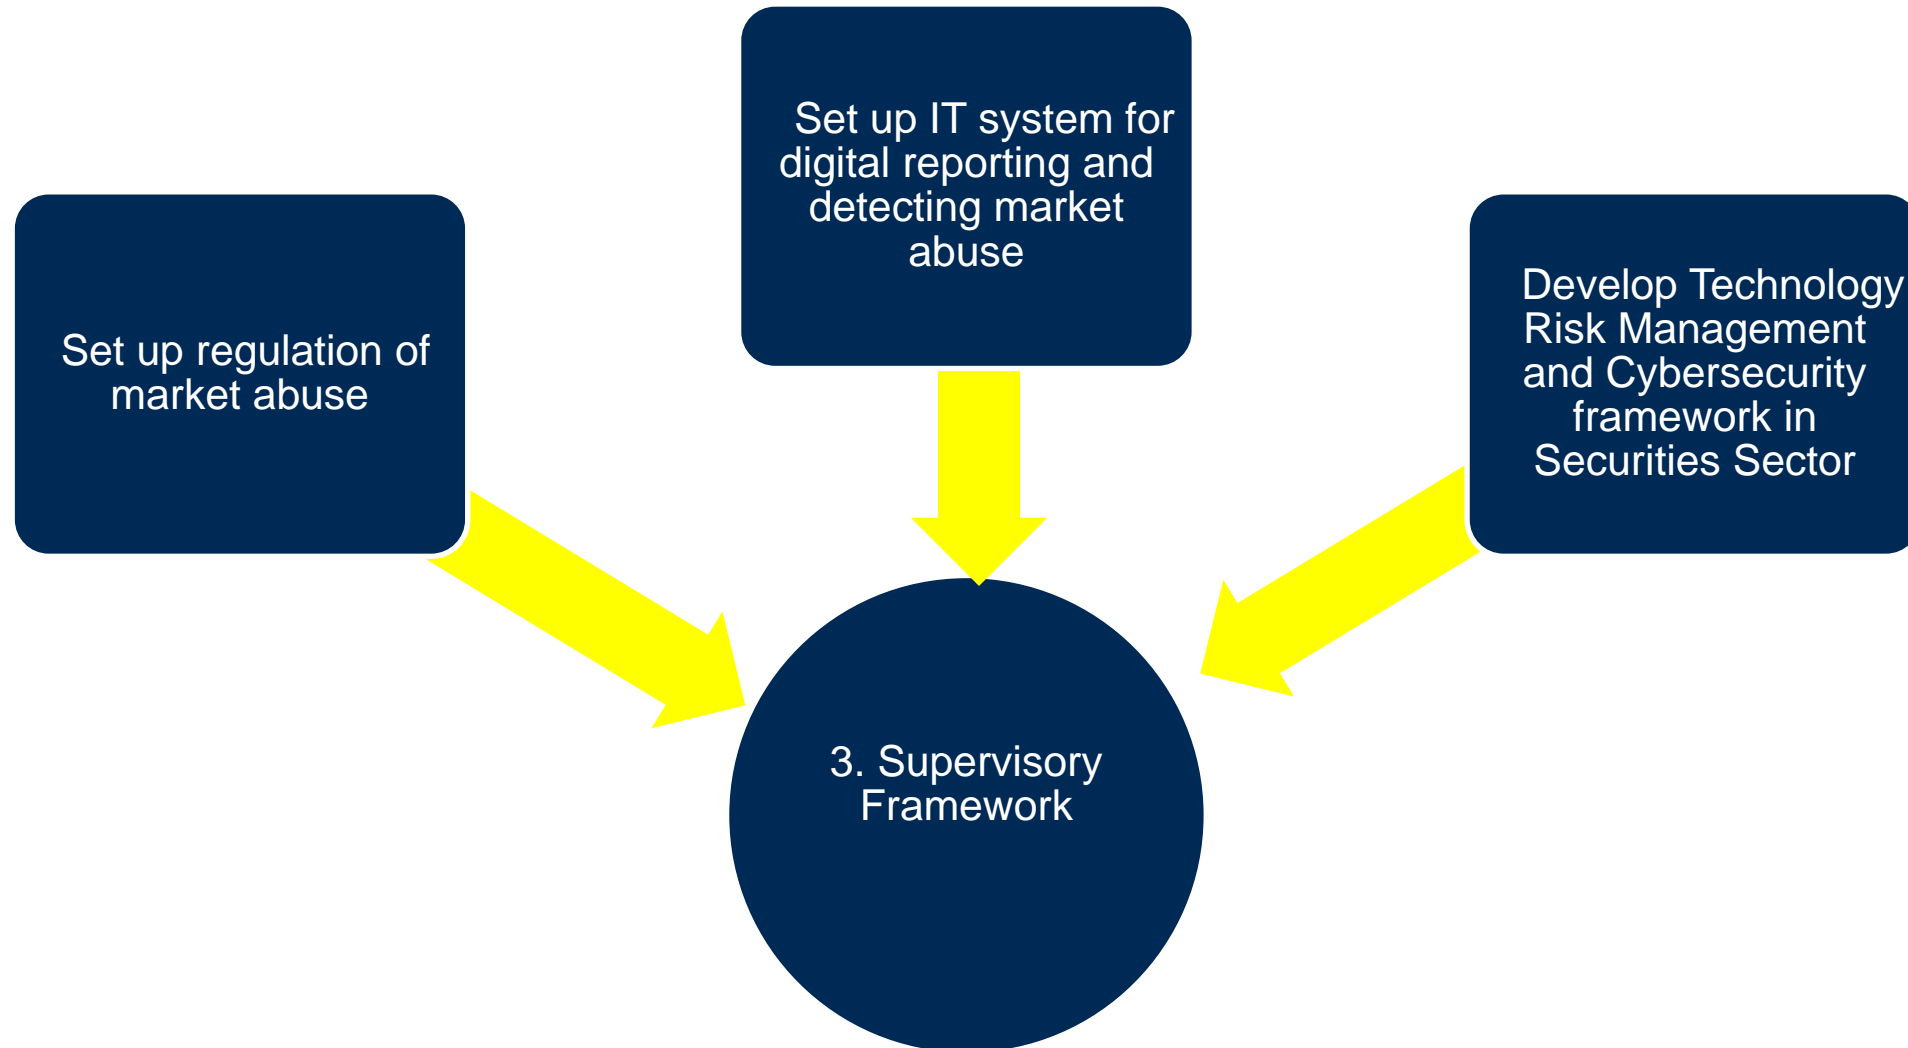 Set up regulation of
market abuse
Set up IT system for
digital reporting and
detecting market
abuse
Develop Technology
Risk Management
and Cybersecurity
framework in
Securities Sector
3. Supervisory
Framework